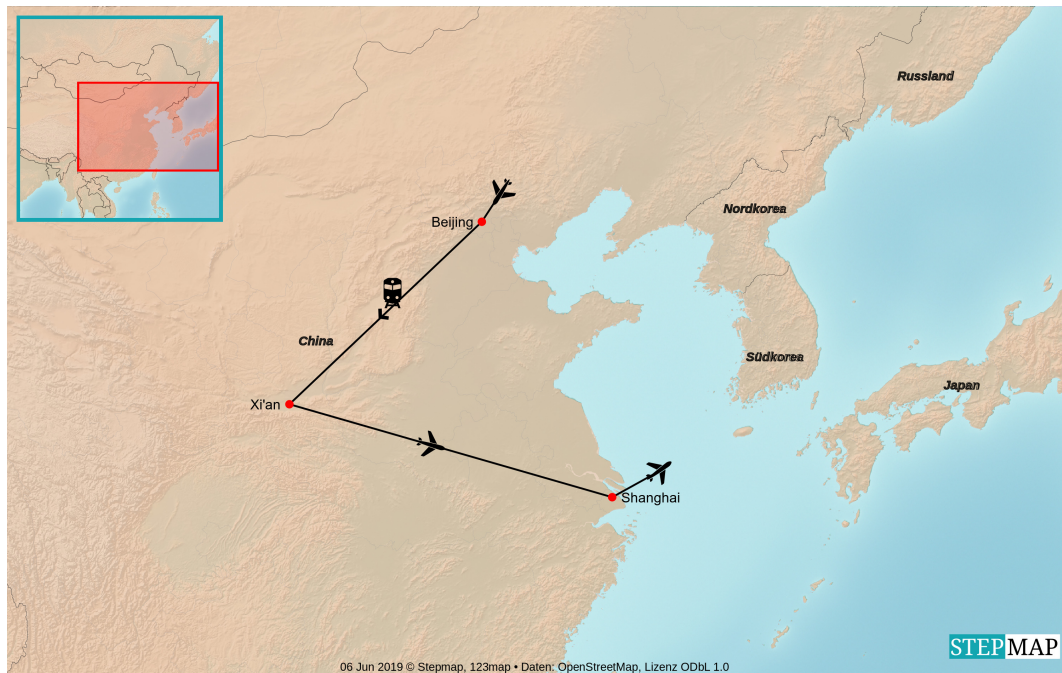 Russland
Nordkorea
Beijing
China
Südkorea
Japan
Xi'an
Shanghai
STEPMAP
06 Jun 2019 © Stepmap, 123map • Daten: OpenStreetMap, Lizenz ODbL 1.0